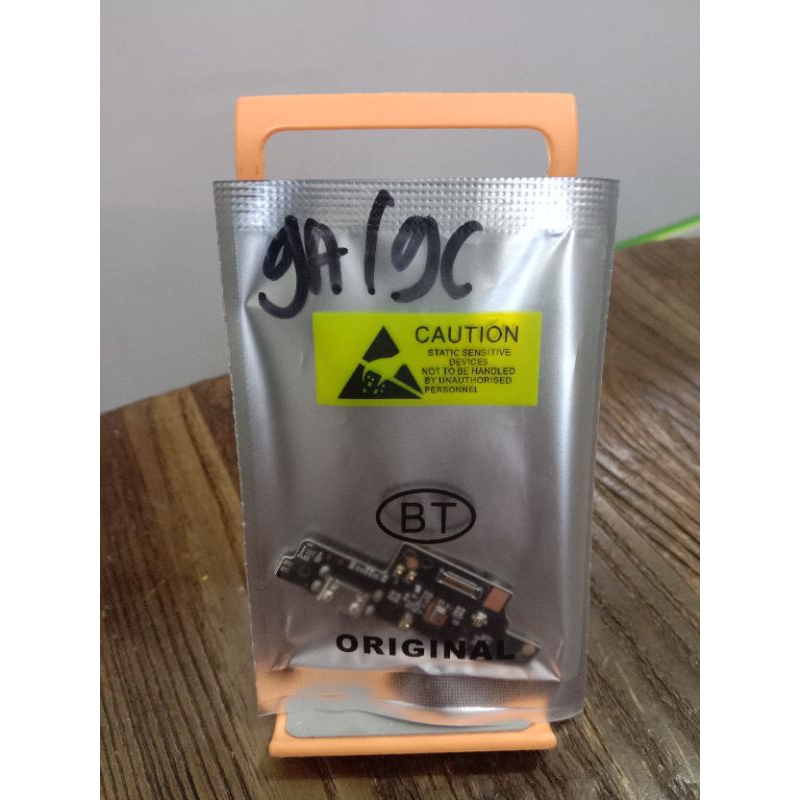 9A/9C
CAUTION
STATIC SENSITIVE
DEVICES
NOT TO BE HANDLED
BY UNAUTHORISED
PERSONNEL
BT
ORIGINAL